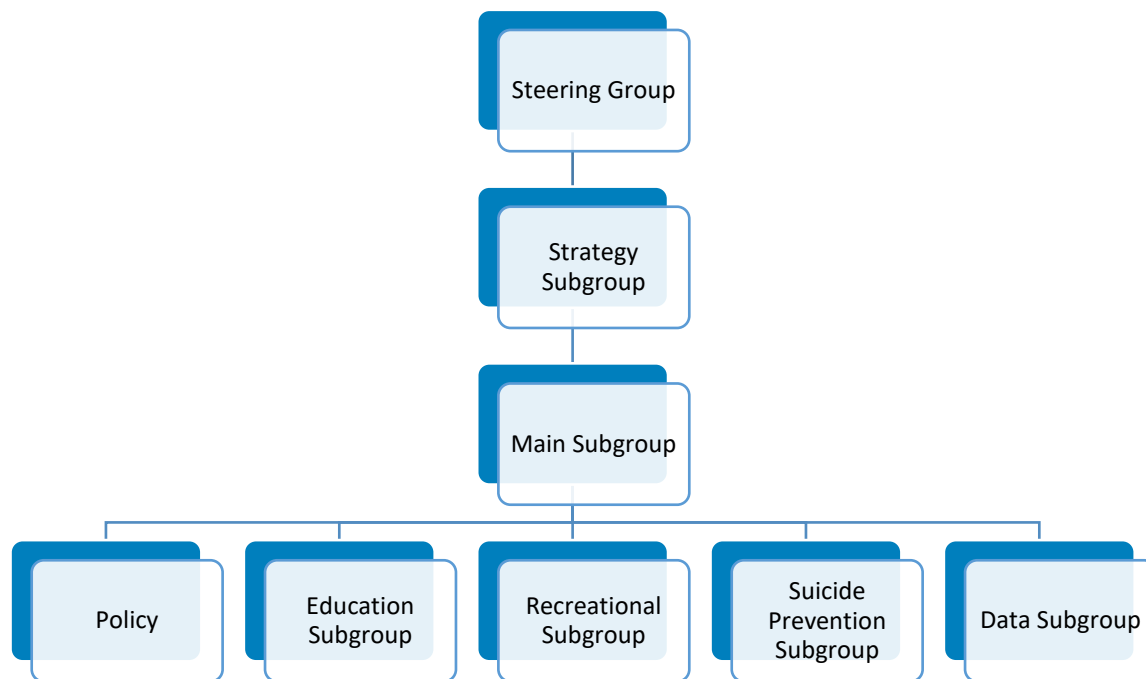 Steering Group
Strategy
Subgroup
Main Subgroup
Policy
Education
Subgroup
Recreational
Subgroup
Suicide
Prevention
Subgroup
Data Subgroup